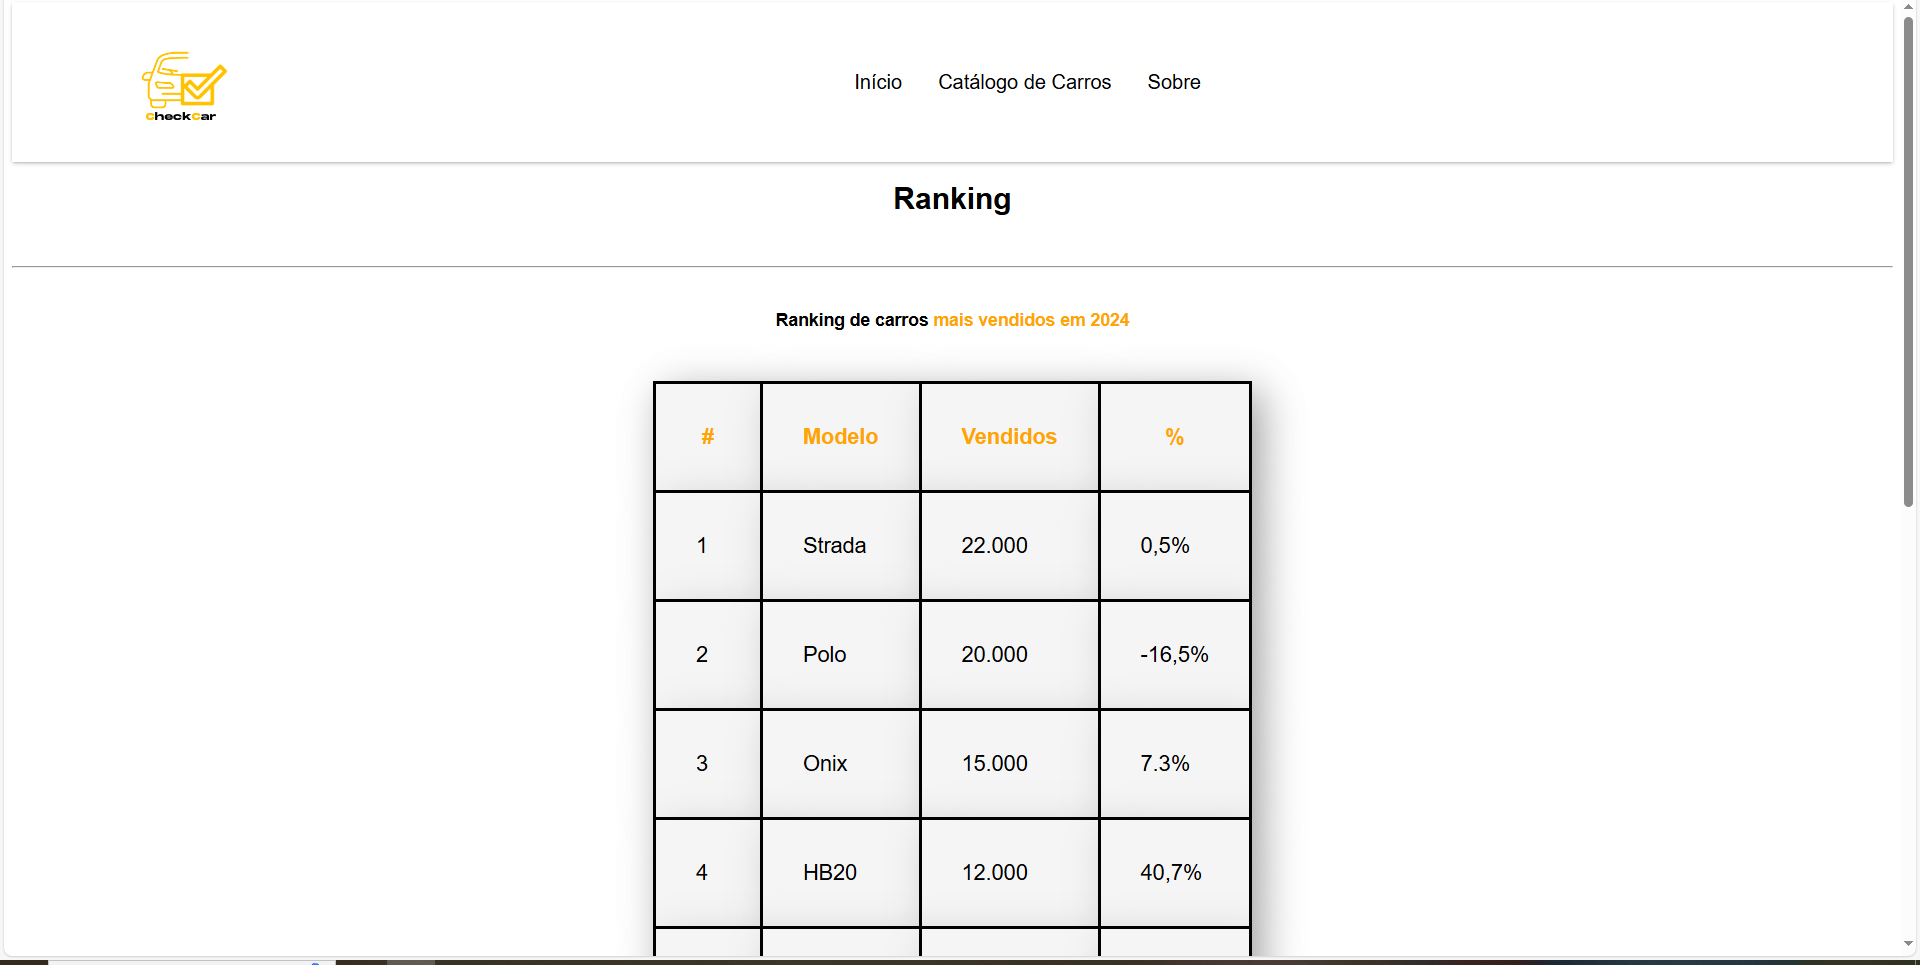 CheckCar
Início Catálogo de Carros Sobre
Ranking
Ranking de carros mais vendidos em 2024
# Modelo Vendidos %
1 Strada 22.000 0,5%
2 Polo 20.000 -16,5%
3 Onix 15.000 7.3%
4 HB20 12.000 40,7%